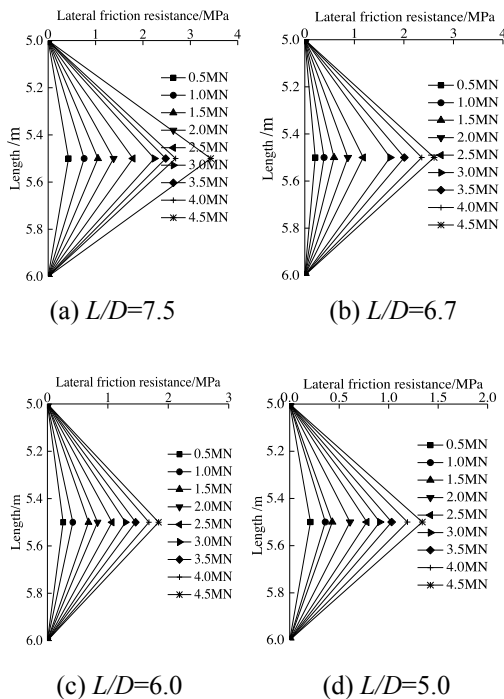 Lateral friction resistance/MPa
0 1 2 3 4
5.0
5.2
5.4
5.6
5.8
6.0
Length /m
0.5MN
1.0MN
1.5MN
2.0MN
2.5MN
3.0MN
3.5MN
4.0MN
4.5MN
(a) L/D=7.5
Lateral friction resistance/MPa
0 1 2 3 4
5.0
5.2
5.4
5.6
5.8
6.0
Length /m
0.5MN
1.0MN
1.5MN
2.0MN
2.5MN
3.0MN
3.5MN
4.0MN
4.5MN
(b) L/D=6.7
Lateral friction resistance/MPa
0 1 2 3
5.0
5.2
5.4
5.6
5.8
6.0
Length/m
0.5MN
1.0MN
1.5MN
2.0MN
2.5MN
3.0MN
3.5MN
4.0MN
4.5MN
(c) L/D=6.0
Lateral friction resistance/MPa
0.0 0.5 1.0 1.5 2.0
5.0
5.2
5.4
5.6
5.8
6.0
Length /m
0.5MN
1.0MN
1.5MN
2.0MN
2.5MN
3.0MN
3.5MN
4.0MN
4.5MN
(d) L/D=5.0